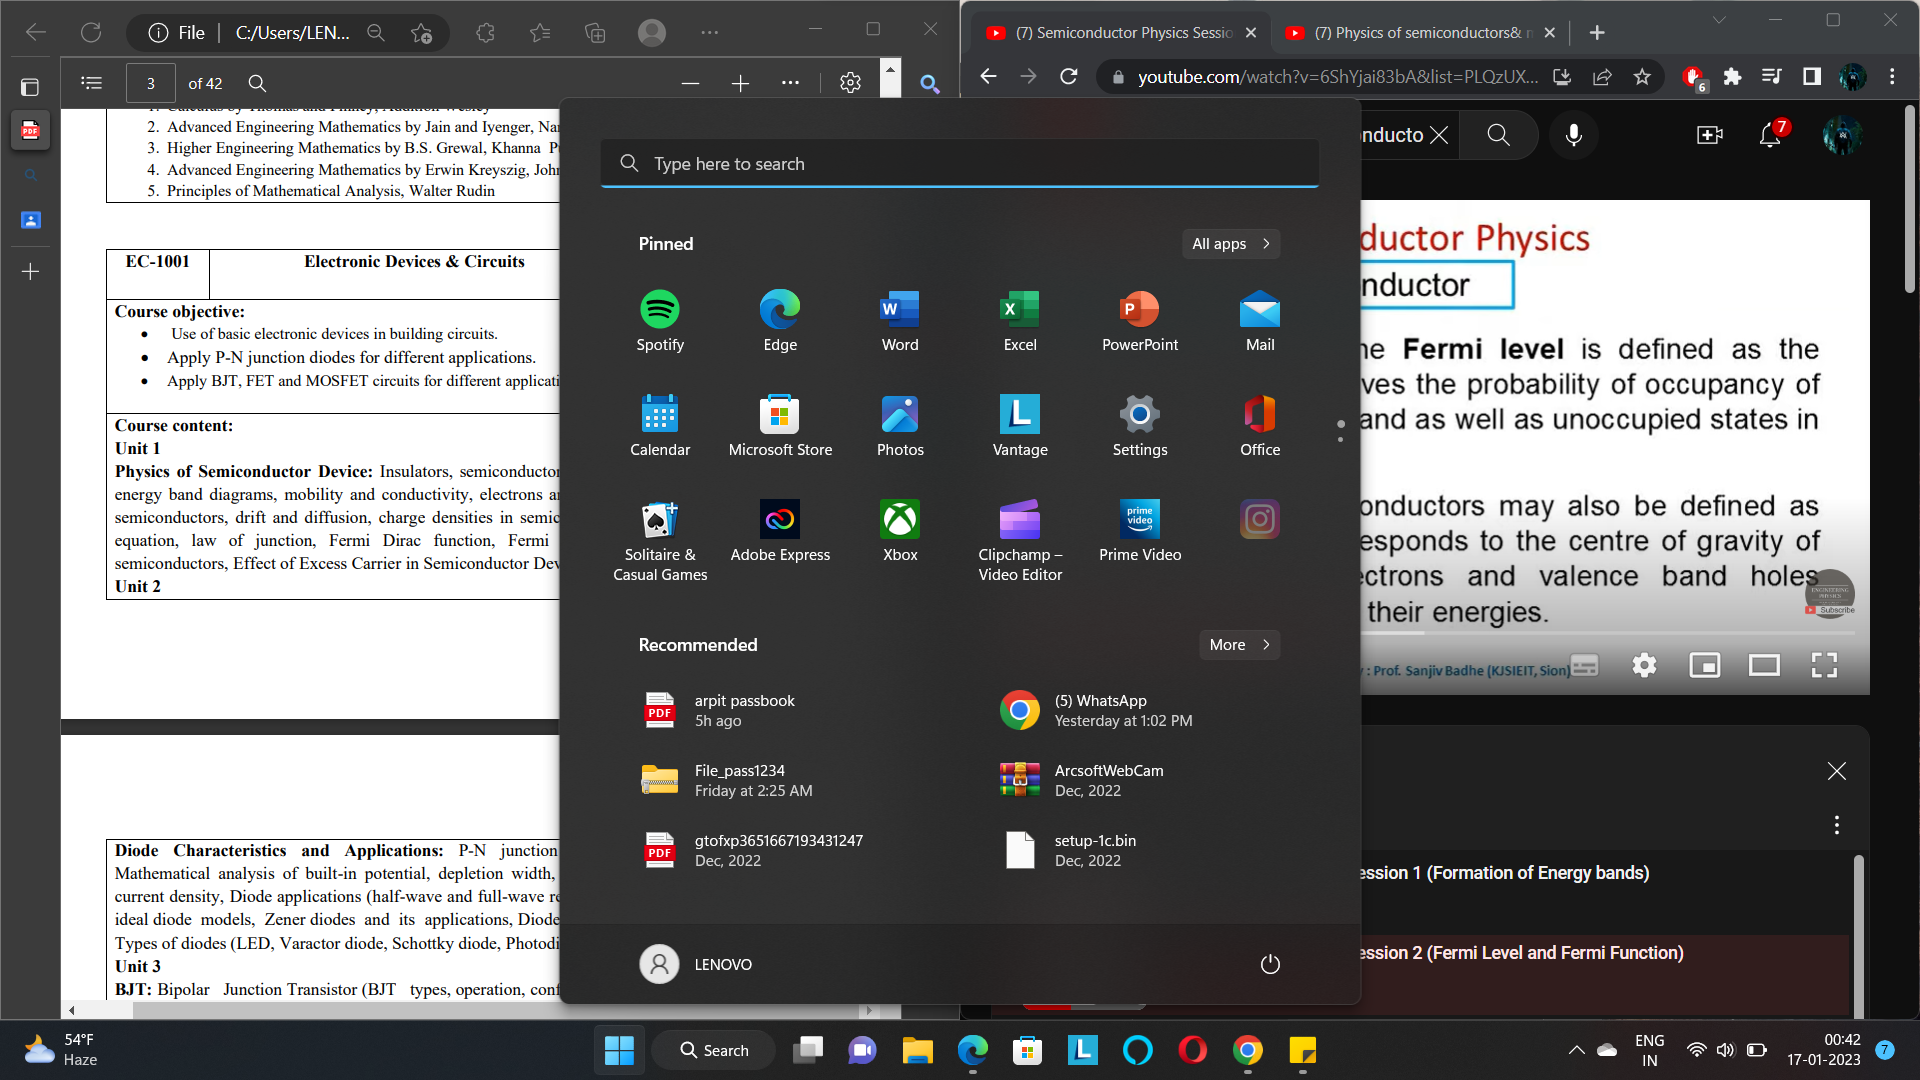 File
C:/Users/LEN...
3
of 42
2. Advanced Engineering Mathematics by Jain and Iyenger, Nar
3. Higher Engineering Mathematics by B.S. Grewal, Khanna
4. Advanced Engineering Mathematics by Erwin Kreyszig, John
5. Principles of Mathematical Analysis, Walter Rudin
EC-1001
Electronic Devices & Circuits
Course objective:
• Use of basic electronic devices in building circuits.
• Apply P-N junction diodes for different applications.
• Apply BJT, FET and MOSFET circuits for different applicati
Course content:
Unit 1
Physics of Semiconductor Device: Insulators, semiconductor
energy band diagrams, mobility and conductivity, electrons a
semiconductors, drift and diffusion, charge densities in semic
equation, law of junction, Fermi Dirac function, Fermi
semiconductors, Effect of Excess Carrier in Semiconductor Dev
Unit 2
Diode Characteristics and Applications: P-N junction
Mathematical analysis of built-in potential, depletion width,
current density, Diode applications (half-wave and full-wave re
ideal diode models, Zener diodes and its applications, Diode
Types of diodes (LED, Varactor diode, Schottky diode, Photodi
Unit 3
BJT: Bipolar Junction Transistor (BJT types, operation, conf
Type here to search
Pinned
All apps
Spotify
Edge
Word
Excel
PowerPoint
Mail
Calendar
Microsoft Store
Photos
Vantage
Settings
Office
Solitaire &
Casual Games
Adobe Express
Xbox
Clipchamp –
Video Editor
prime
video
Prime Video
Recommended
More
PDF
arpit passbook
5h ago
(5) WhatsApp
Yesterday at 1:02 PM
File_pass1234
Friday at 2:25 AM
ArcsoftWebCam
Dec, 2022
PDF
gtofxp3651667193431247
Dec, 2022
setup-1c.bin
Dec, 2022
LENOVO
(7) Semiconductor Physics Sessio
(7) Physics of semiconductors& m
youtube.com/watch?v=6ShYjai83bA&list=PLQzUX...
6
nducto
7
ductor Physics
nductor
he Fermi level is defined as the
ves the probability of occupancy of
and as well as unoccupied states in
onductors may also be defined as
esponds to the centre of gravity of
ectrons and valence band holes
their energies.
ENGINEERING
PHYSICS
Subscribe
: Prof. Sanjiv Badhe (KJSIEIT, Sion)
ession 1 (Formation of Energy bands)
ession 2 (Fermi Level and Fermi Function)
54°F
Haze
Search
ENG
IN
00:42
17-01-2023
7